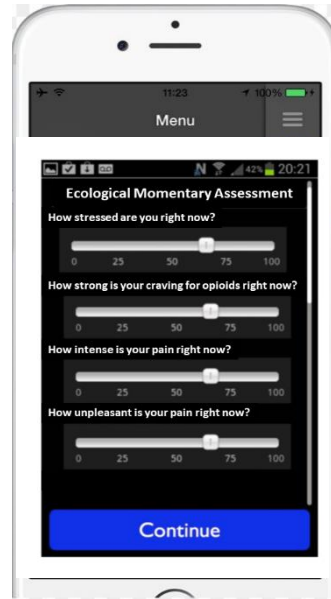 11:23
100%
Menu
42% 20:21
Ecological Momentary Assessment
How stressed are you right now?
0 25 50 75 100
How strong is your craving for opioids right now?
0 25 50 75 100
How intense is your pain right now?
0 25 50 75 100
How unpleasant is your pain right now?
0 25 50 75 100
Continue